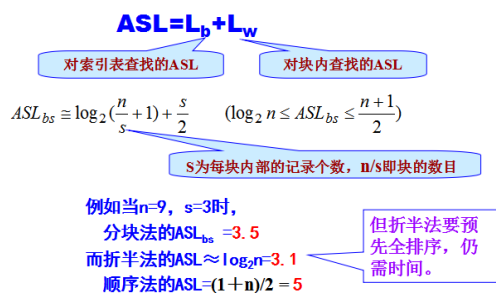 ASL=Lb+Lw
对索引表查找的ASL
对块内查找的ASL
ASLbs ≅ log2(n/s+1)+s/2 (log2 n ≤ ASLbs ≤ (n+1)/2)
S为每块内部的记录个数，n/s即块的数目
例如当n=9，s=3时，
分块法的ASLbs =3.5
而折半法的ASL≈log2n=3.1
顺序法的ASL=(1＋n)/2 = 5
但折半法要预
先全排序，仍
需时间。